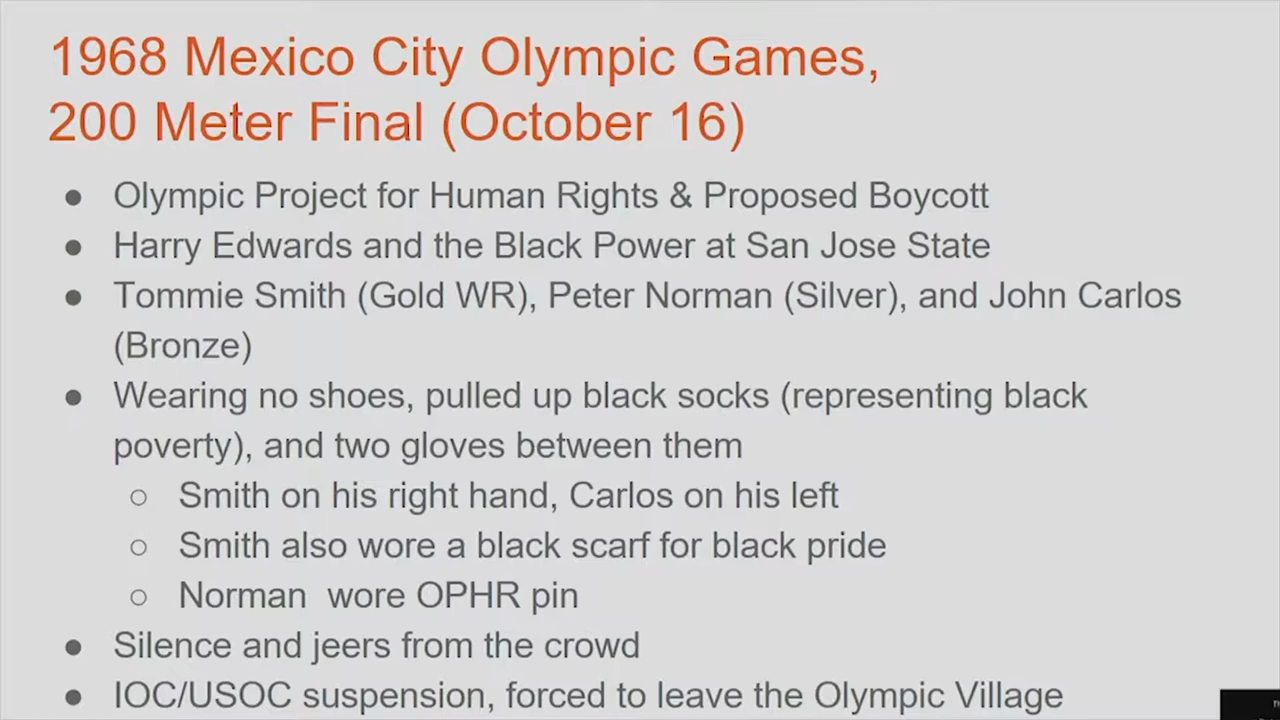 1968 Mexico City Olympic Games,
200 Meter Final (October 16)
● Olympic Project for Human Rights & Proposed Boycott
● Harry Edwards and the Black Power at San Jose State
● Tommie Smith (Gold WR), Peter Norman (Silver), and John Carlos
(Bronze)
● Wearing no shoes, pulled up black socks (representing black
poverty), and two gloves between them
○ Smith on his right hand, Carlos on his left
○ Smith also wore a black scarf for black pride
○ Norman  wore OPHR pin
● Silence and jeers from the crowd
● IOC/USOC suspension, forced to leave the Olympic Village